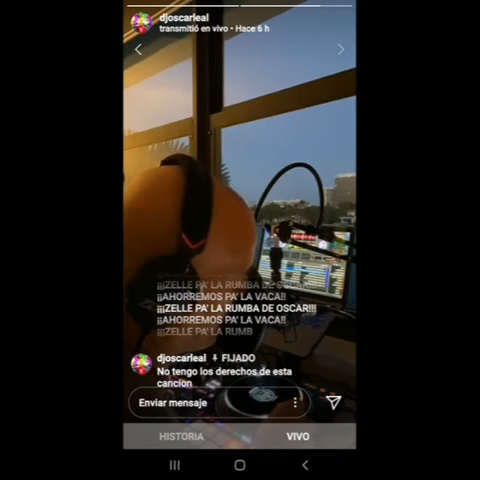 djoscarleal
transmitió en vivo • Hace 6 h
¡¡¡ZELLE PA' LA RUMBA DE OSCAR!!!
¡¡AHORREMOS PA' LA VACA!!
¡¡¡ZELLE PA' LA RUMBA DE OSCAR!!!
¡¡AHORREMOS PA' LA VACA!!
¡¡¡ZELLE PA' LA RUMB
djoscarleal FIJADO
No tengo los derechos de esta
cancion
Enviar mensaje
HISTORIA VIVO